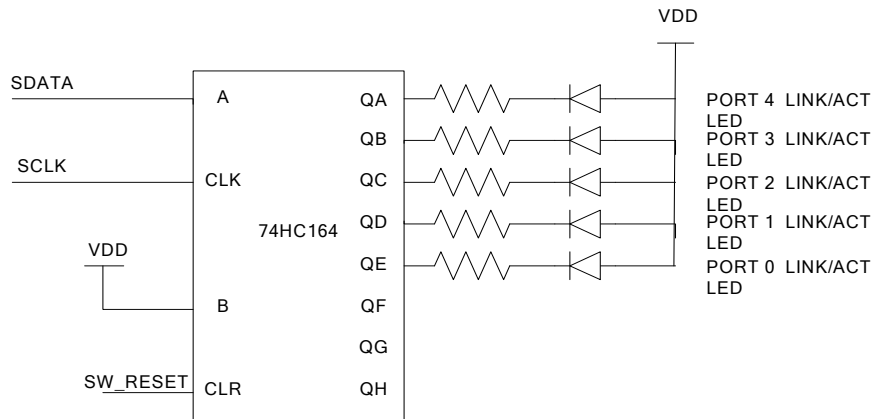 VDD
SDATA
A
QA
PORT 4 LINK/ACT
LED
QB
PORT 3 LINK/ACT
LED
SCLK
CLK
QC
PORT 2 LINK/ACT
LED
74HC164
QD
PORT 1 LINK/ACT
LED
VDD
QE
PORT 0 LINK/ACT
LED
B
QF
QG
SW_RESET
CLR
QH